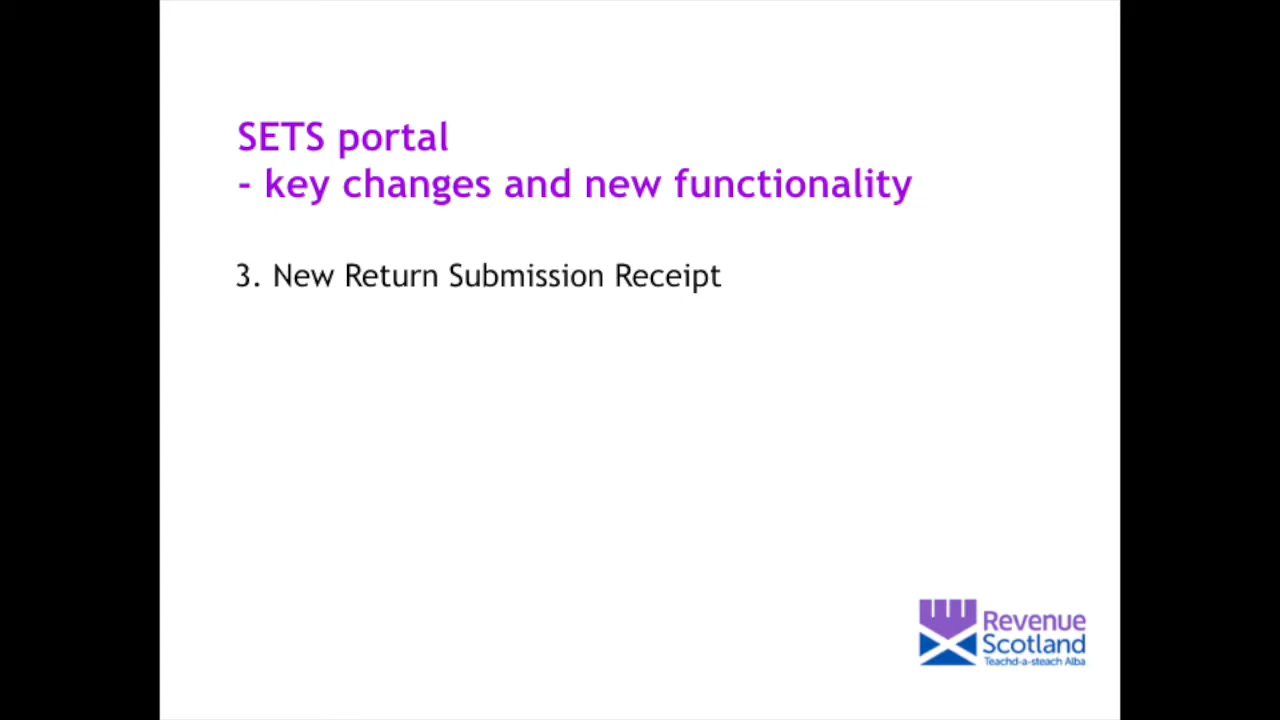 SETS portal
- key changes and new functionality
3. New Return Submission Receipt
Revenue
Scotland
Teachd-a-steach Alba